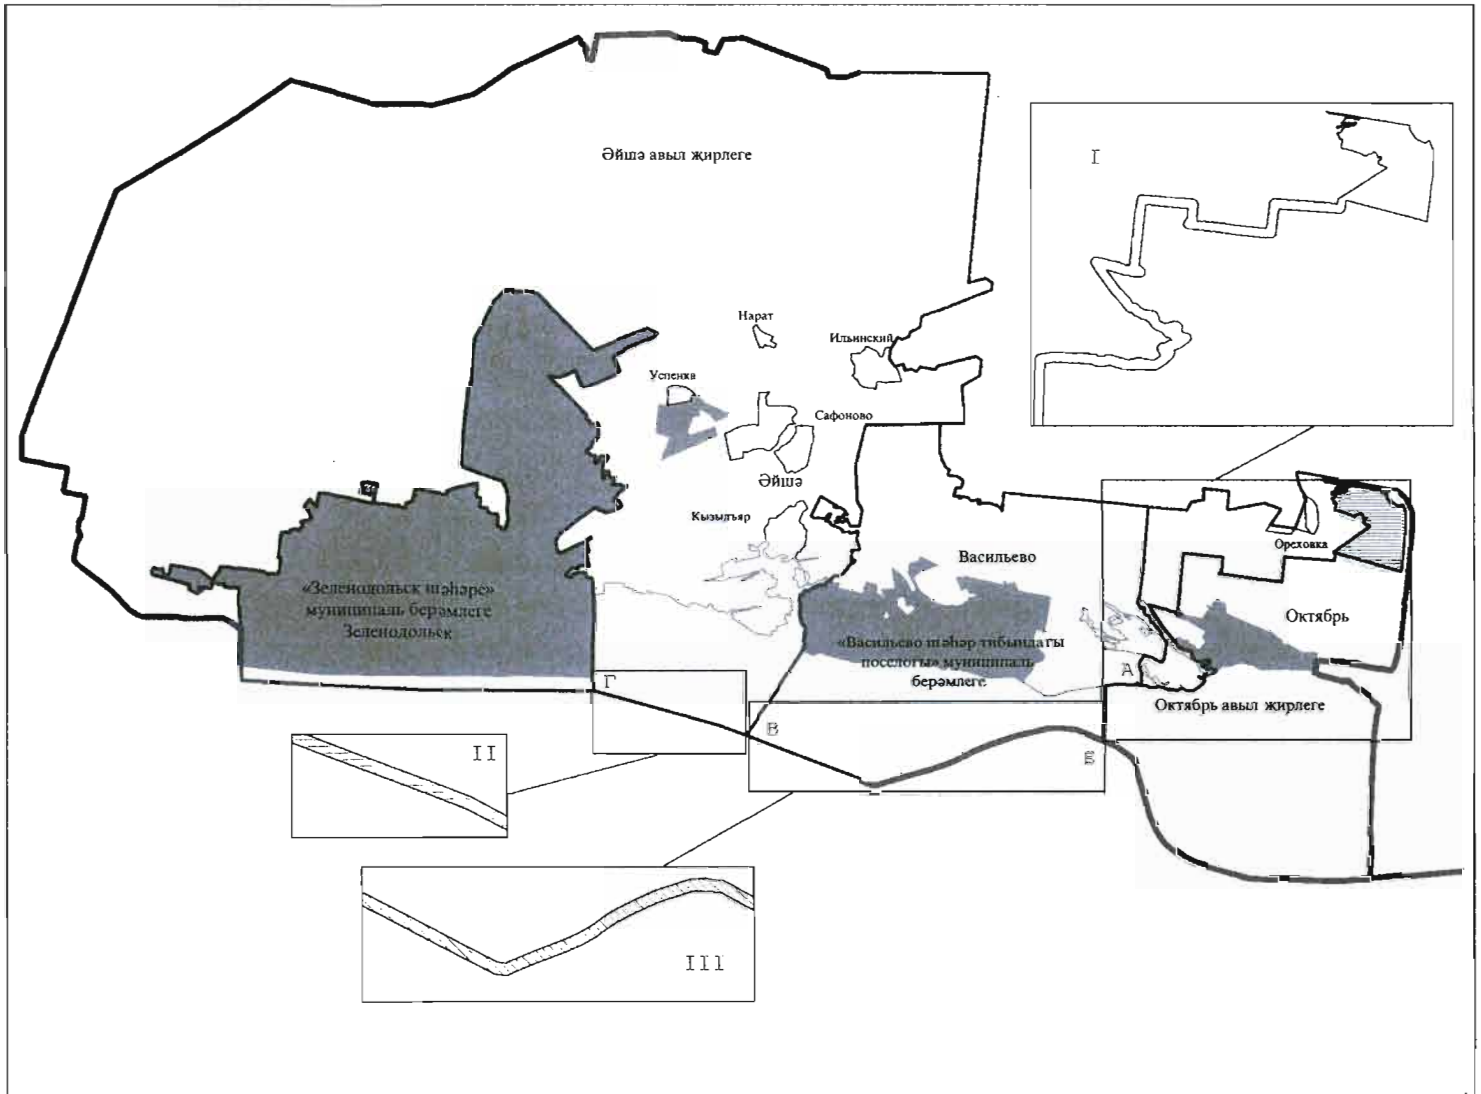 Әйшә авыл җирлеге
I
Нарат
Ильинский
Успенка
Сафоново
Әйшә
Кызылъяр
Васильево
Ореховка
«Зеленодольск шәһәре»
муниципаль берәмлеге
Зеленодольск
Октябрь
«Васильево шәһәр тибындагы
поселогы» муниципаль
берәмлеге
А
Г
Октябрь авыл җирлеге
В
Б
II
III